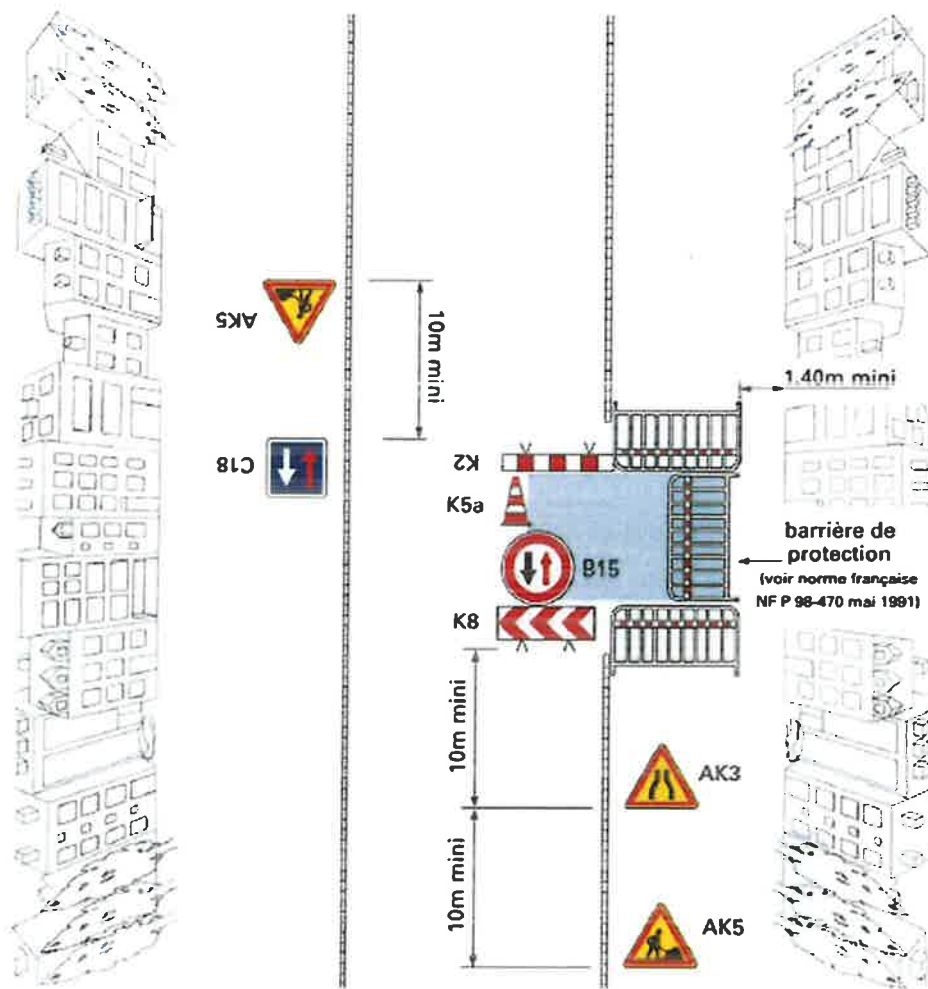 AK5
10m mini
1.40m mini
C18
K2
K5a
barrière de
protection
(voir norme française
NF P 98-470 mai 1991)
B15
K8
10m mini
AK3
10m mini
AK5